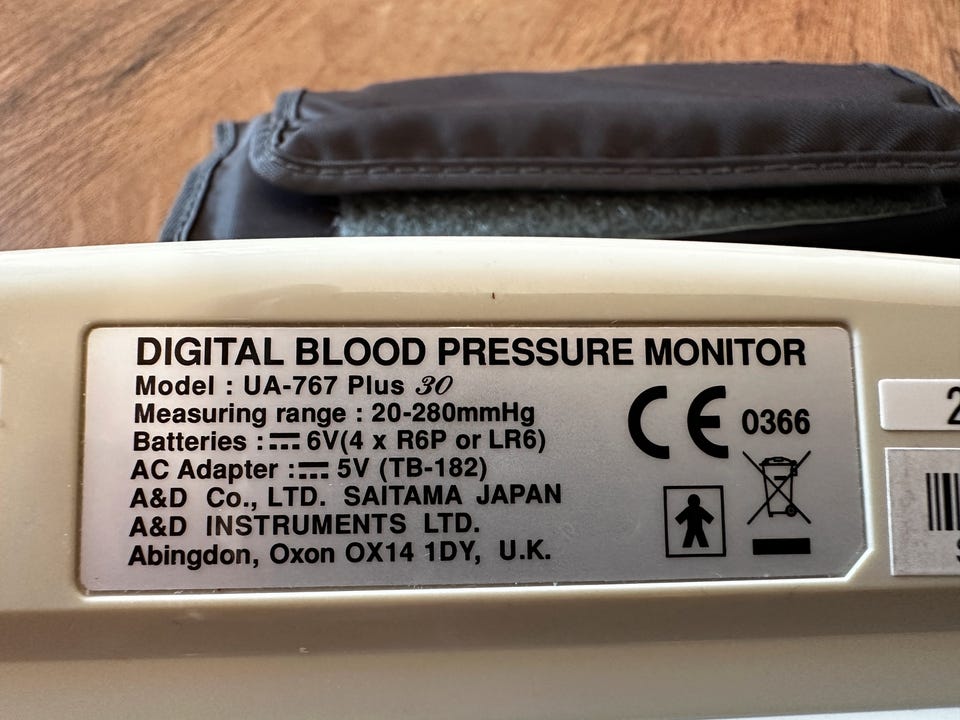 DIGITAL BLOOD PRESSURE MONITOR
Model : UA-767 Plus 30
Measuring range : 20-280mmHg
Batteries : ⎓ 6V(4 x R6P or LR6)
AC Adapter : ⎓ 5V (TB-182)
A&D Co., LTD. SAITAMA JAPAN
A&D INSTRUMENTS LTD.
Abingdon, Oxon OX14 1DY, U.K.
CE 0366
2